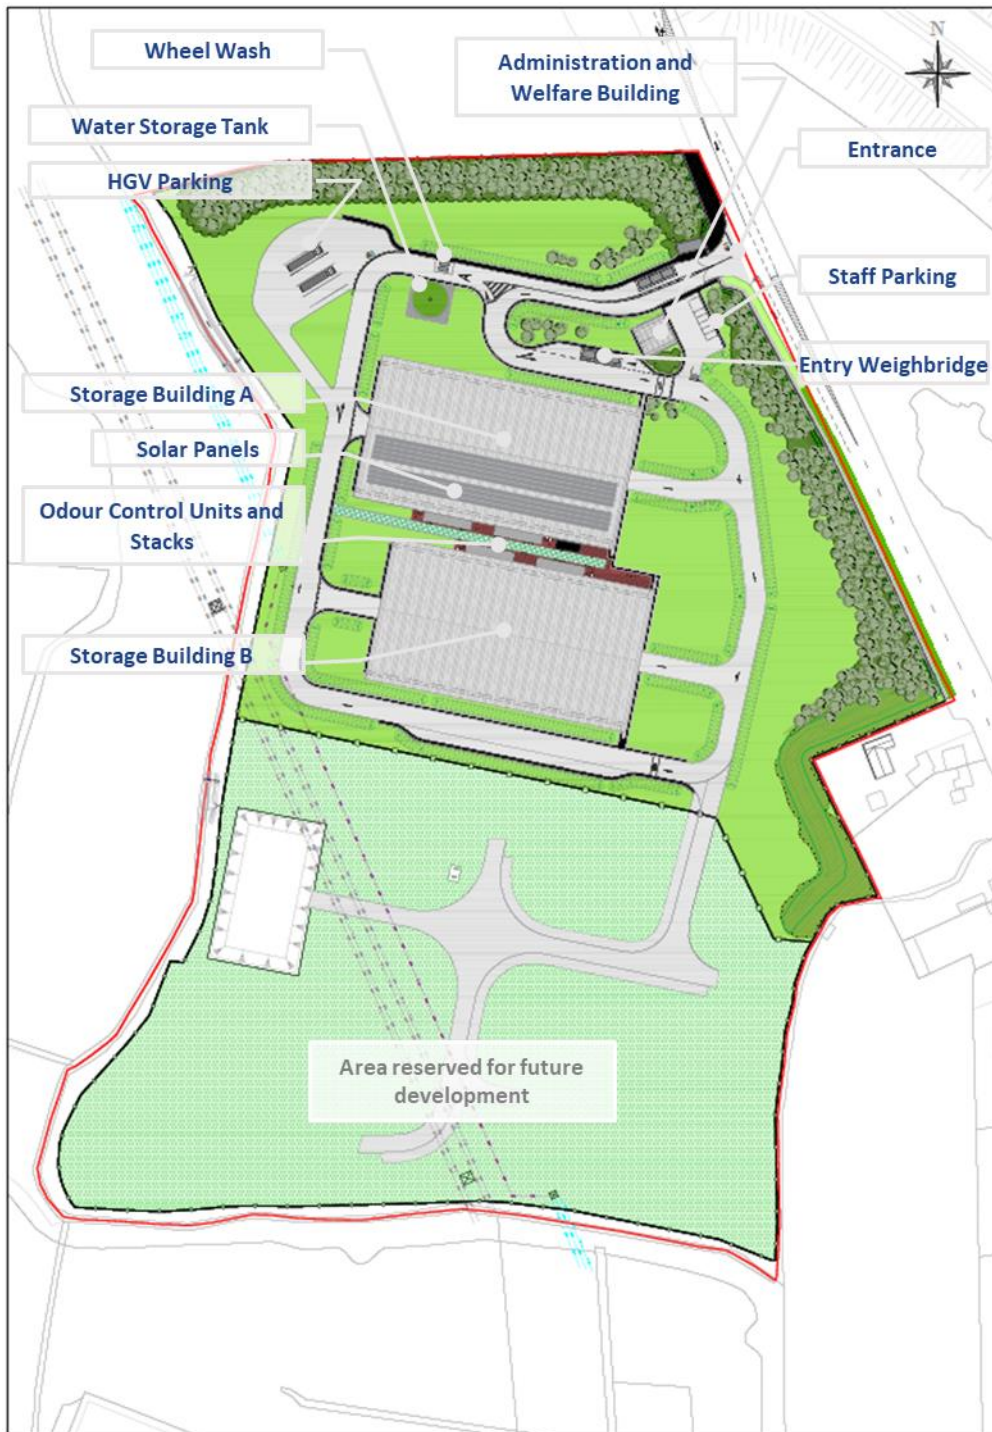 N
Wheel Wash
Administration and
Welfare Building
Water Storage Tank
Entrance
HGV Parking
Staff Parking
Entry Weighbridge
Storage Building A
Solar Panels
Odour Control Units and
Stacks
Storage Building B
Area reserved for future
development